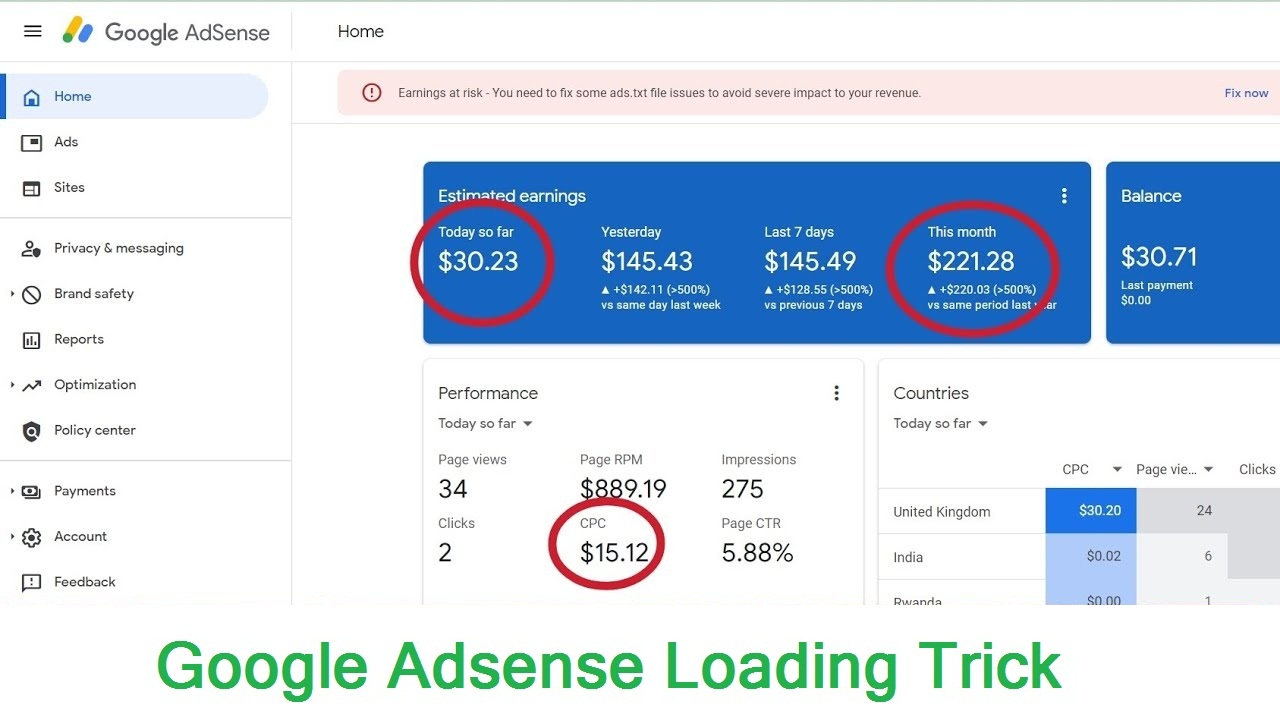 Google AdSense
Home
Home
Ads
Sites
Privacy & messaging
Brand safety
Reports
Optimization
Policy center
Payments
Account
Feedback
Earnings at risk - You need to fix some ads.txt file issues to avoid severe impact to your revenue.
Fix now
Estimated earnings
Today so far
$30.23
Yesterday
$145.43
▲ +$142.11 (>500%)
vs same day last week
Last 7 days
$145.49
▲ +$128.55 (>500%)
vs previous 7 days
This month
$221.28
▲ +$220.03 (>500%)
vs same period last year
Balance
$30.71
Last payment
$0.00
Performance
Today so far
Page views
34
Page RPM
$889.19
Impressions
275
Clicks
2
CPC
$15.12
Page CTR
5.88%
Countries
Today so far
CPC Page vie... Clicks
United Kingdom $30.20 24
India $0.02 6
Rwanda $0.00 1
Google Adsense Loading Trick